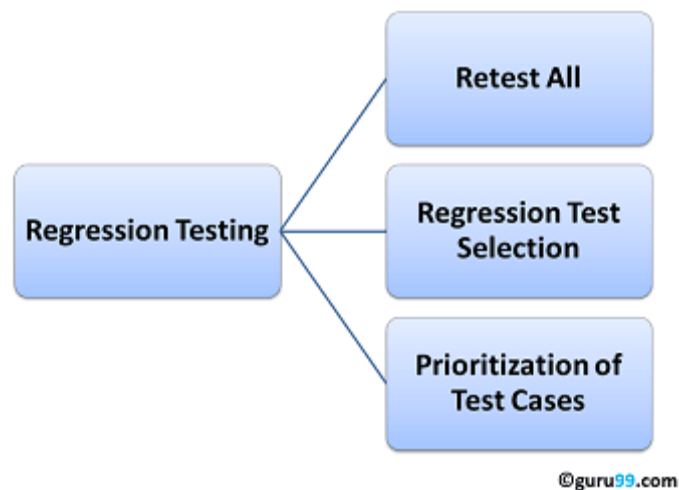 Retest All
Regression Testing
Regression Test
Selection
Prioritization of
Test Cases
©guru99.com